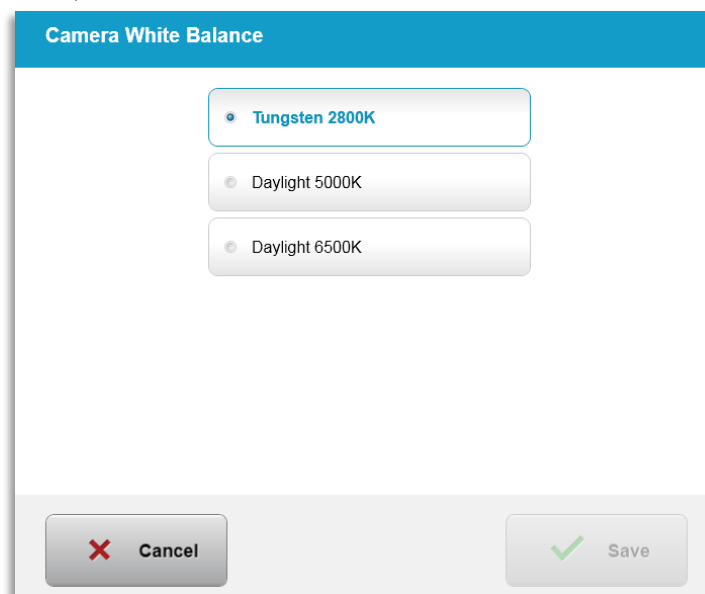 Camera White Balance
Tungsten 2800K
Daylight 5000K
Daylight 6500K
Cancel
Save